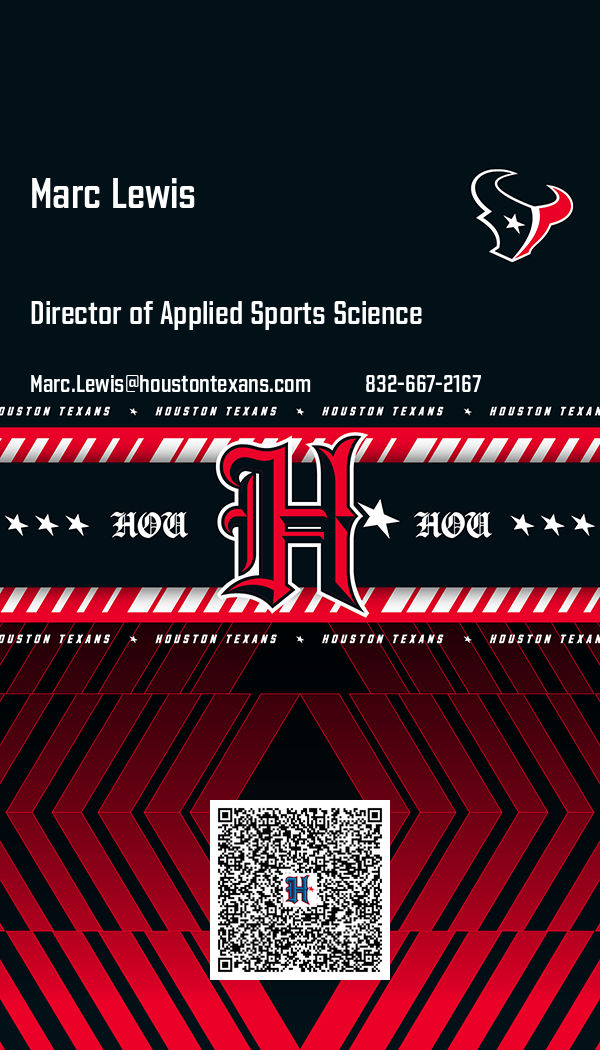 Marc Lewis
Director of Applied Sports Science
Marc.Lewis@houstontexans.com 832-667-2167
HOUSTON TEXANS ★ HOUSTON TEXANS ★ HOUSTON TEXANS ★ HOUSTON TEXANS
H
★ ★ ★ HOU ★ HOU ★ ★ ★
HOUSTON TEXANS ★ HOUSTON TEXANS ★ HOUSTON TEXANS ★ HOUSTON TEXANS
H